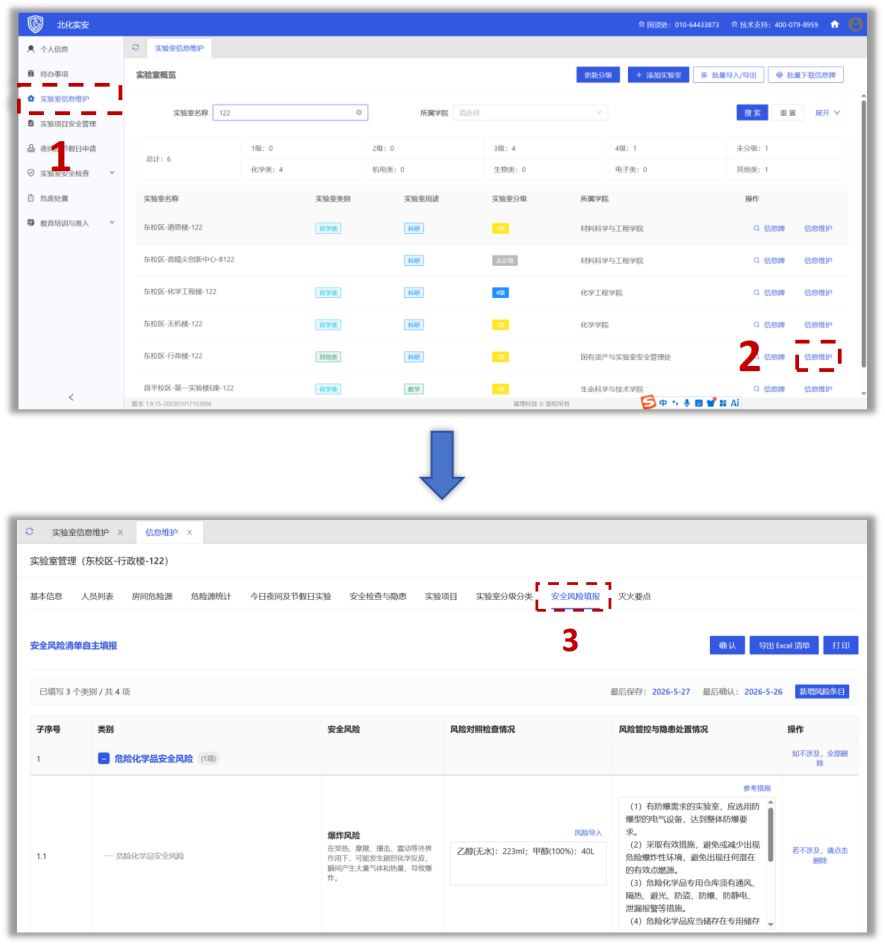 北化实安
国资处: 010-64433873 技术支持: 400-079-8959
个人信息
待办事项
实验室信息维护
实验项目安全管理
实验室安全检查
危废处置
教育培训与准入
1
实验室信息维护
实验室概览
更新分级 + 添加实验室 批量导入/导出 批量下载信息牌
实验室名称 122 所属学院 请选择 搜索 重置 展开
总计: 6
1级: 0 2级: 0 3级: 4 4级: 1 未分级: 1
化学类: 4 机电类: 0 生物类: 0 电子类: 0 其他类: 1
实验室名称 实验室类别 实验室用途 实验室分级 所属学院 操作
东校区-道恩楼-122 化学类 科研 3级 材料科学与工程学院 信息牌 信息维护
东校区-高精尖创新中心-B122 科研 未定级 材料科学与工程学院 信息牌 信息维护
东校区-化学工程楼-122 化学类 科研 4级 化学工程学院 信息牌 信息维护
东校区-无机楼-122 化学类 科研 3级 化学学院 信息牌 信息维护
东校区-行政楼-122 其他类 科研 3级 国有资产与实验室安全管理处 信息牌 信息维护
2
昌平校区-第一实验楼E座-122 化学类 教学 3级 生命科学与技术学院 信息牌 信息维护
中
Ai
实验室信息维护 × 信息维护 ×
实验室管理（东校区-行政楼-122）
基本信息 人员列表 房间危险源 危险源统计 今日夜间及节假日实验 安全检查与隐患 实验项目 实验室分级分类 安全风险填报 灭火要点
3
安全风险清单自主填报
确认 导出 Excel 清单 打印
已填写 3 个类别 / 共 4 项 最后保存: 2026-5-27 最后确认: 2026-5-26 新增风险条目
子序号 类别 安全风险 风险对照检查情况 风险管控与隐患处置情况 操作
1 危险化学品安全风险 (1项) 如不涉及，全部删
除
1.1 — 危险化学品安全风险
爆炸风险
在受热、摩擦、撞击、震动等外界
作用下，可能发生剧烈化学反应，
瞬间产生大量气体和热量，导致爆
炸。
风险导入
乙醇[无水]: 223ml; 甲醇(100%): 40L
参考措施
（1）有防爆需求的实验室，应选用防
爆型的电气设备，达到整体防爆要
求。
（2）采取有效措施，避免或减少出现
危险爆炸性环境，避免出现任何潜在
的有效点燃源。
（3）危险化学品专用仓库须有通风、
隔热、避光、防盗、防爆、防静电、
泄漏报警等措施。
（4）危险化学品应当储存在专用储存
若不涉及，请点击
删除